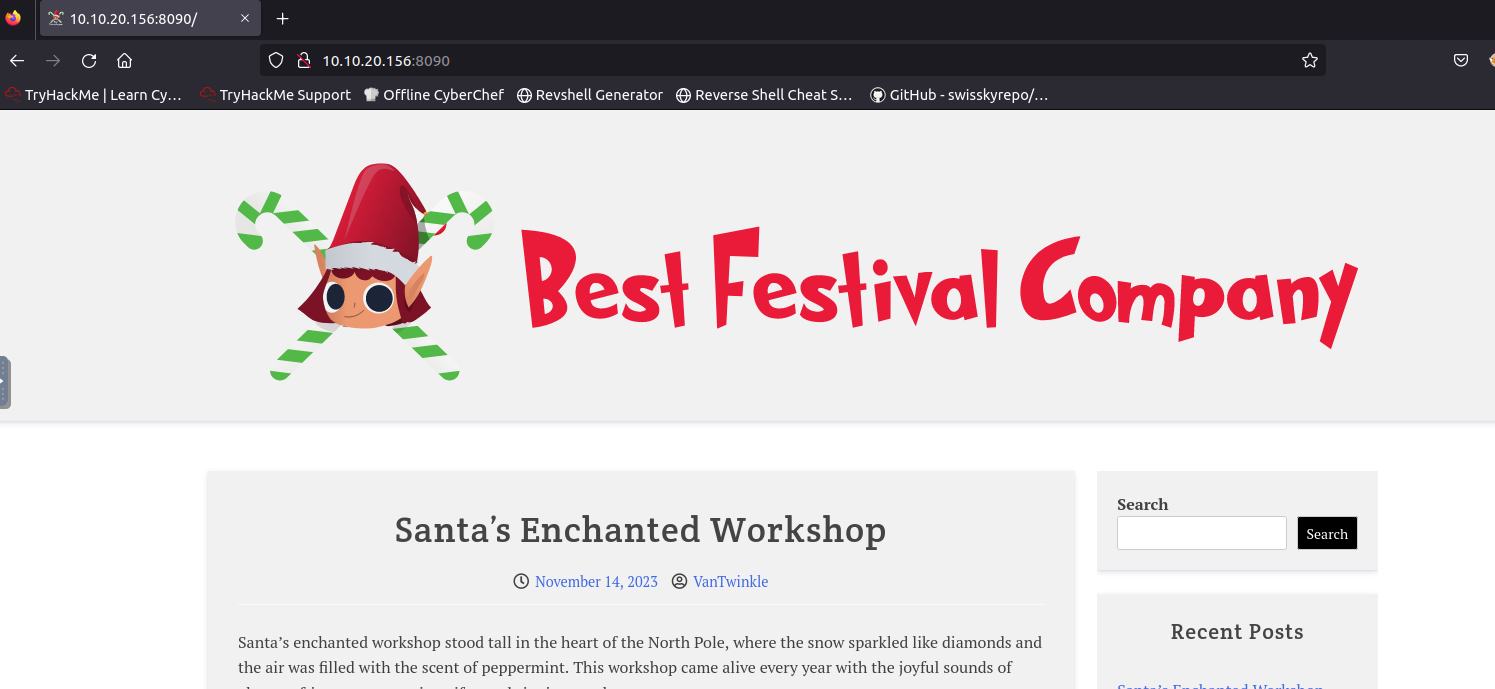 10.10.20.156:8090/
10.10.20.156:8090
TryHackMe | Learn Cy… TryHackMe Support Offline CyberChef Revshell Generator Reverse Shell Cheat S… GitHub - swisskyrepo/…
Best Festival Company
Santa’s Enchanted Workshop
November 14, 2023 VanTwinkle
Santa’s enchanted workshop stood tall in the heart of the North Pole, where the snow sparkled like diamonds and
the air was filled with the scent of peppermint. This workshop came alive every year with the joyful sounds of
Search
Search
Recent Posts
Santa’s Enchanted Workshop